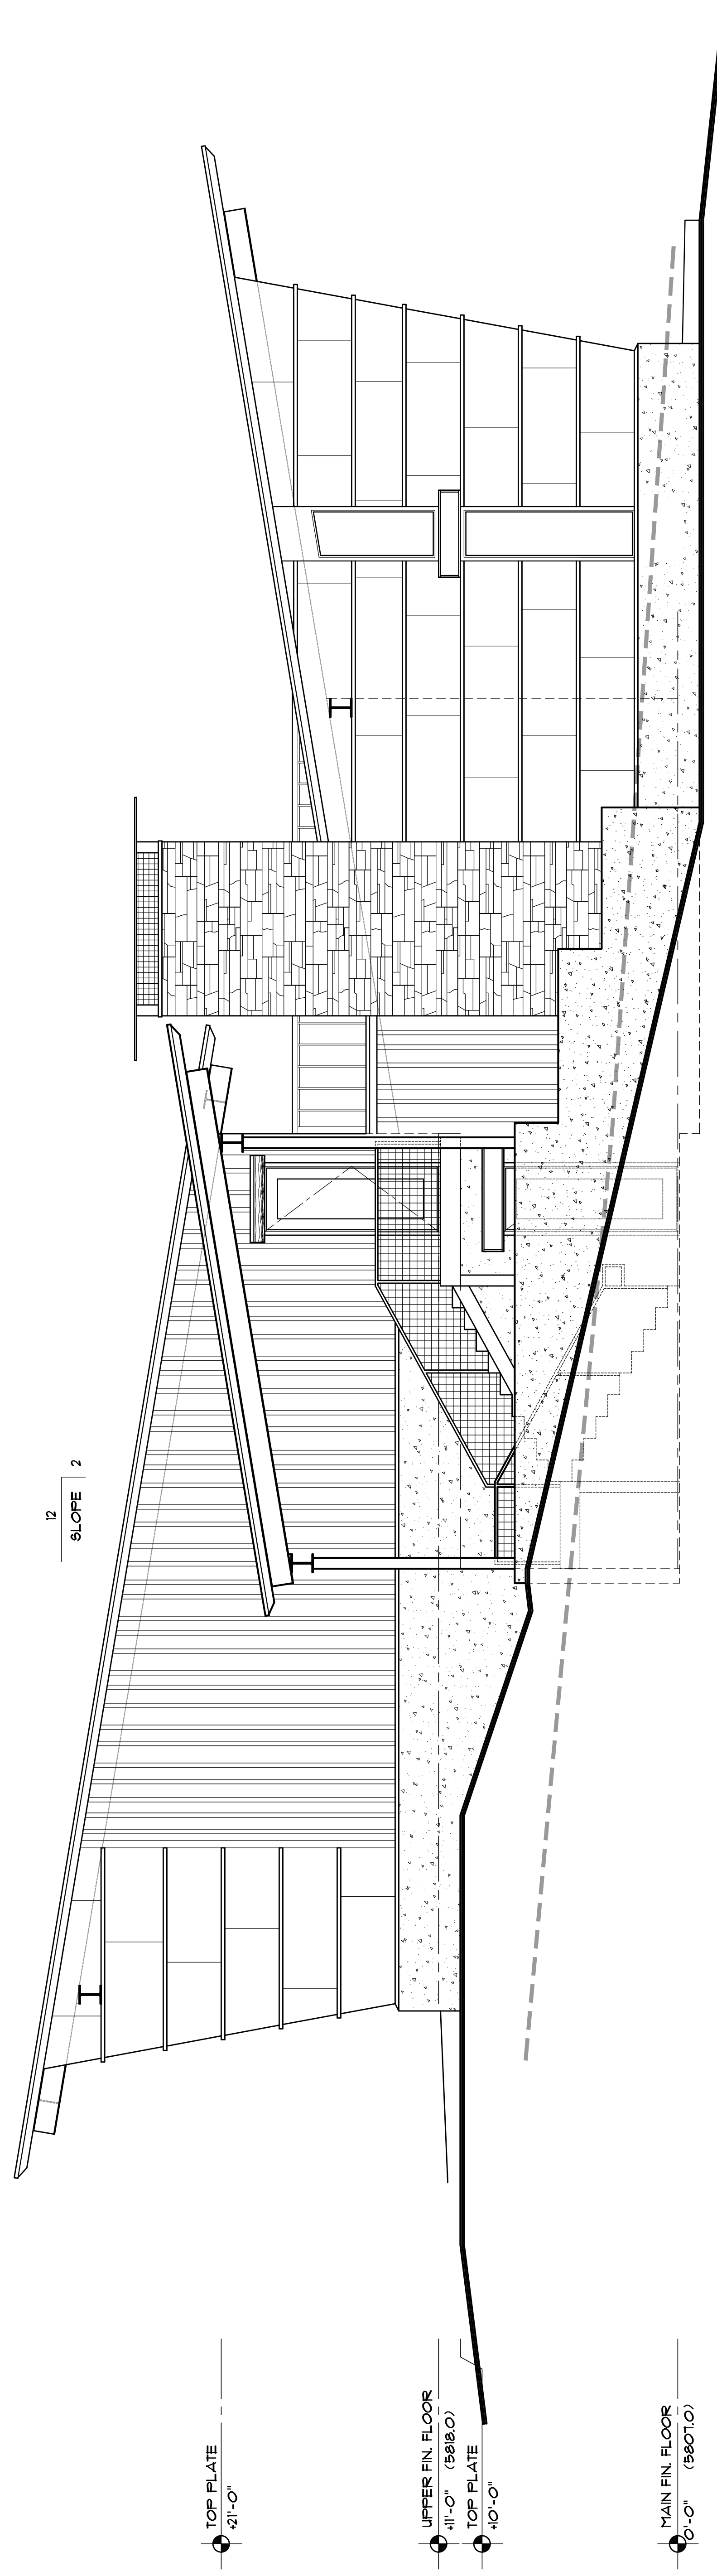 12
SLOPE 2
TOP PLATE
+21'-0"
UPPER FIN. FLOOR
+11'-0" (5818.0)
TOP PLATE
+10'-0"
MAIN FIN. FLOOR
0'-0" (5807.0)